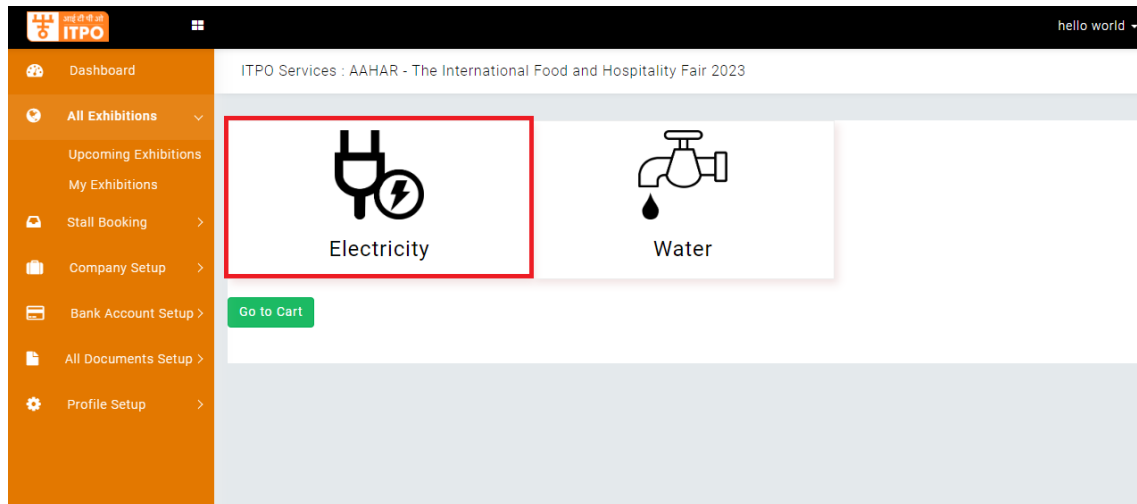 आई टी पी ओ
ITPO
hello world
Dashboard
ITPO Services : AAHAR - The International Food and Hospitality Fair 2023
All Exhibitions
Upcoming Exhibitions
My Exhibitions
Stall Booking
Company Setup
Bank Account Setup
All Documents Setup
Profile Setup
Electricity
Water
Go to Cart